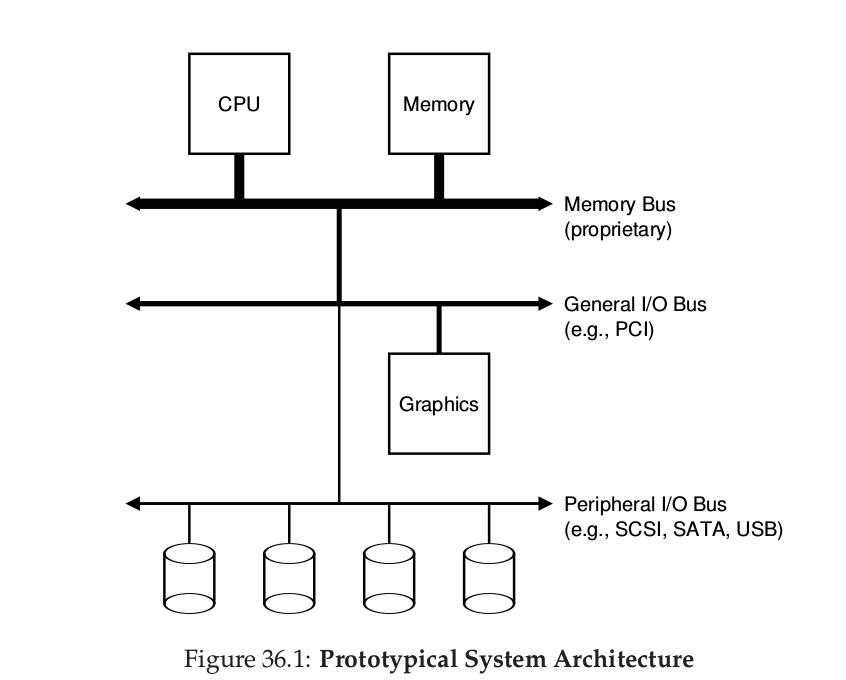 CPU
Memory
Memory Bus
(proprietary)
General I/O Bus
(e.g., PCI)
Graphics
Peripheral I/O Bus
(e.g., SCSI, SATA, USB)
Figure 36.1: Prototypical System Architecture